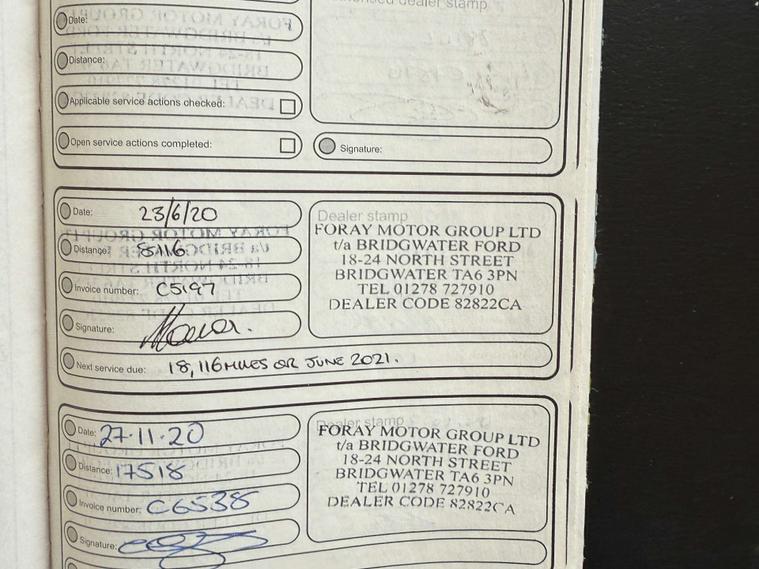 Date:
Distance:
Applicable service actions checked:
Open service actions completed:
dealer stamp
Signature:
Date: 23/6/20
Distance: 8116
Invoice number: C5197
Signature:
Next service due: 18,116 MILES OR JUNE 2021.
Dealer stamp
FORAY MOTOR GROUP LTD
t/a BRIDGWATER FORD
18-24 NORTH STREET
BRIDGWATER TA6 3PN
TEL 01278 727910
DEALER CODE 82822CA
Date: 27.11.20
Distance: 17518
Invoice number: C6538
Signature:
Dealer stamp
FORAY MOTOR GROUP LTD
t/a BRIDGWATER FORD
18-24 NORTH STREET
BRIDGWATER TA6 3PN
TEL 01278 727910
DEALER CODE 82822CA